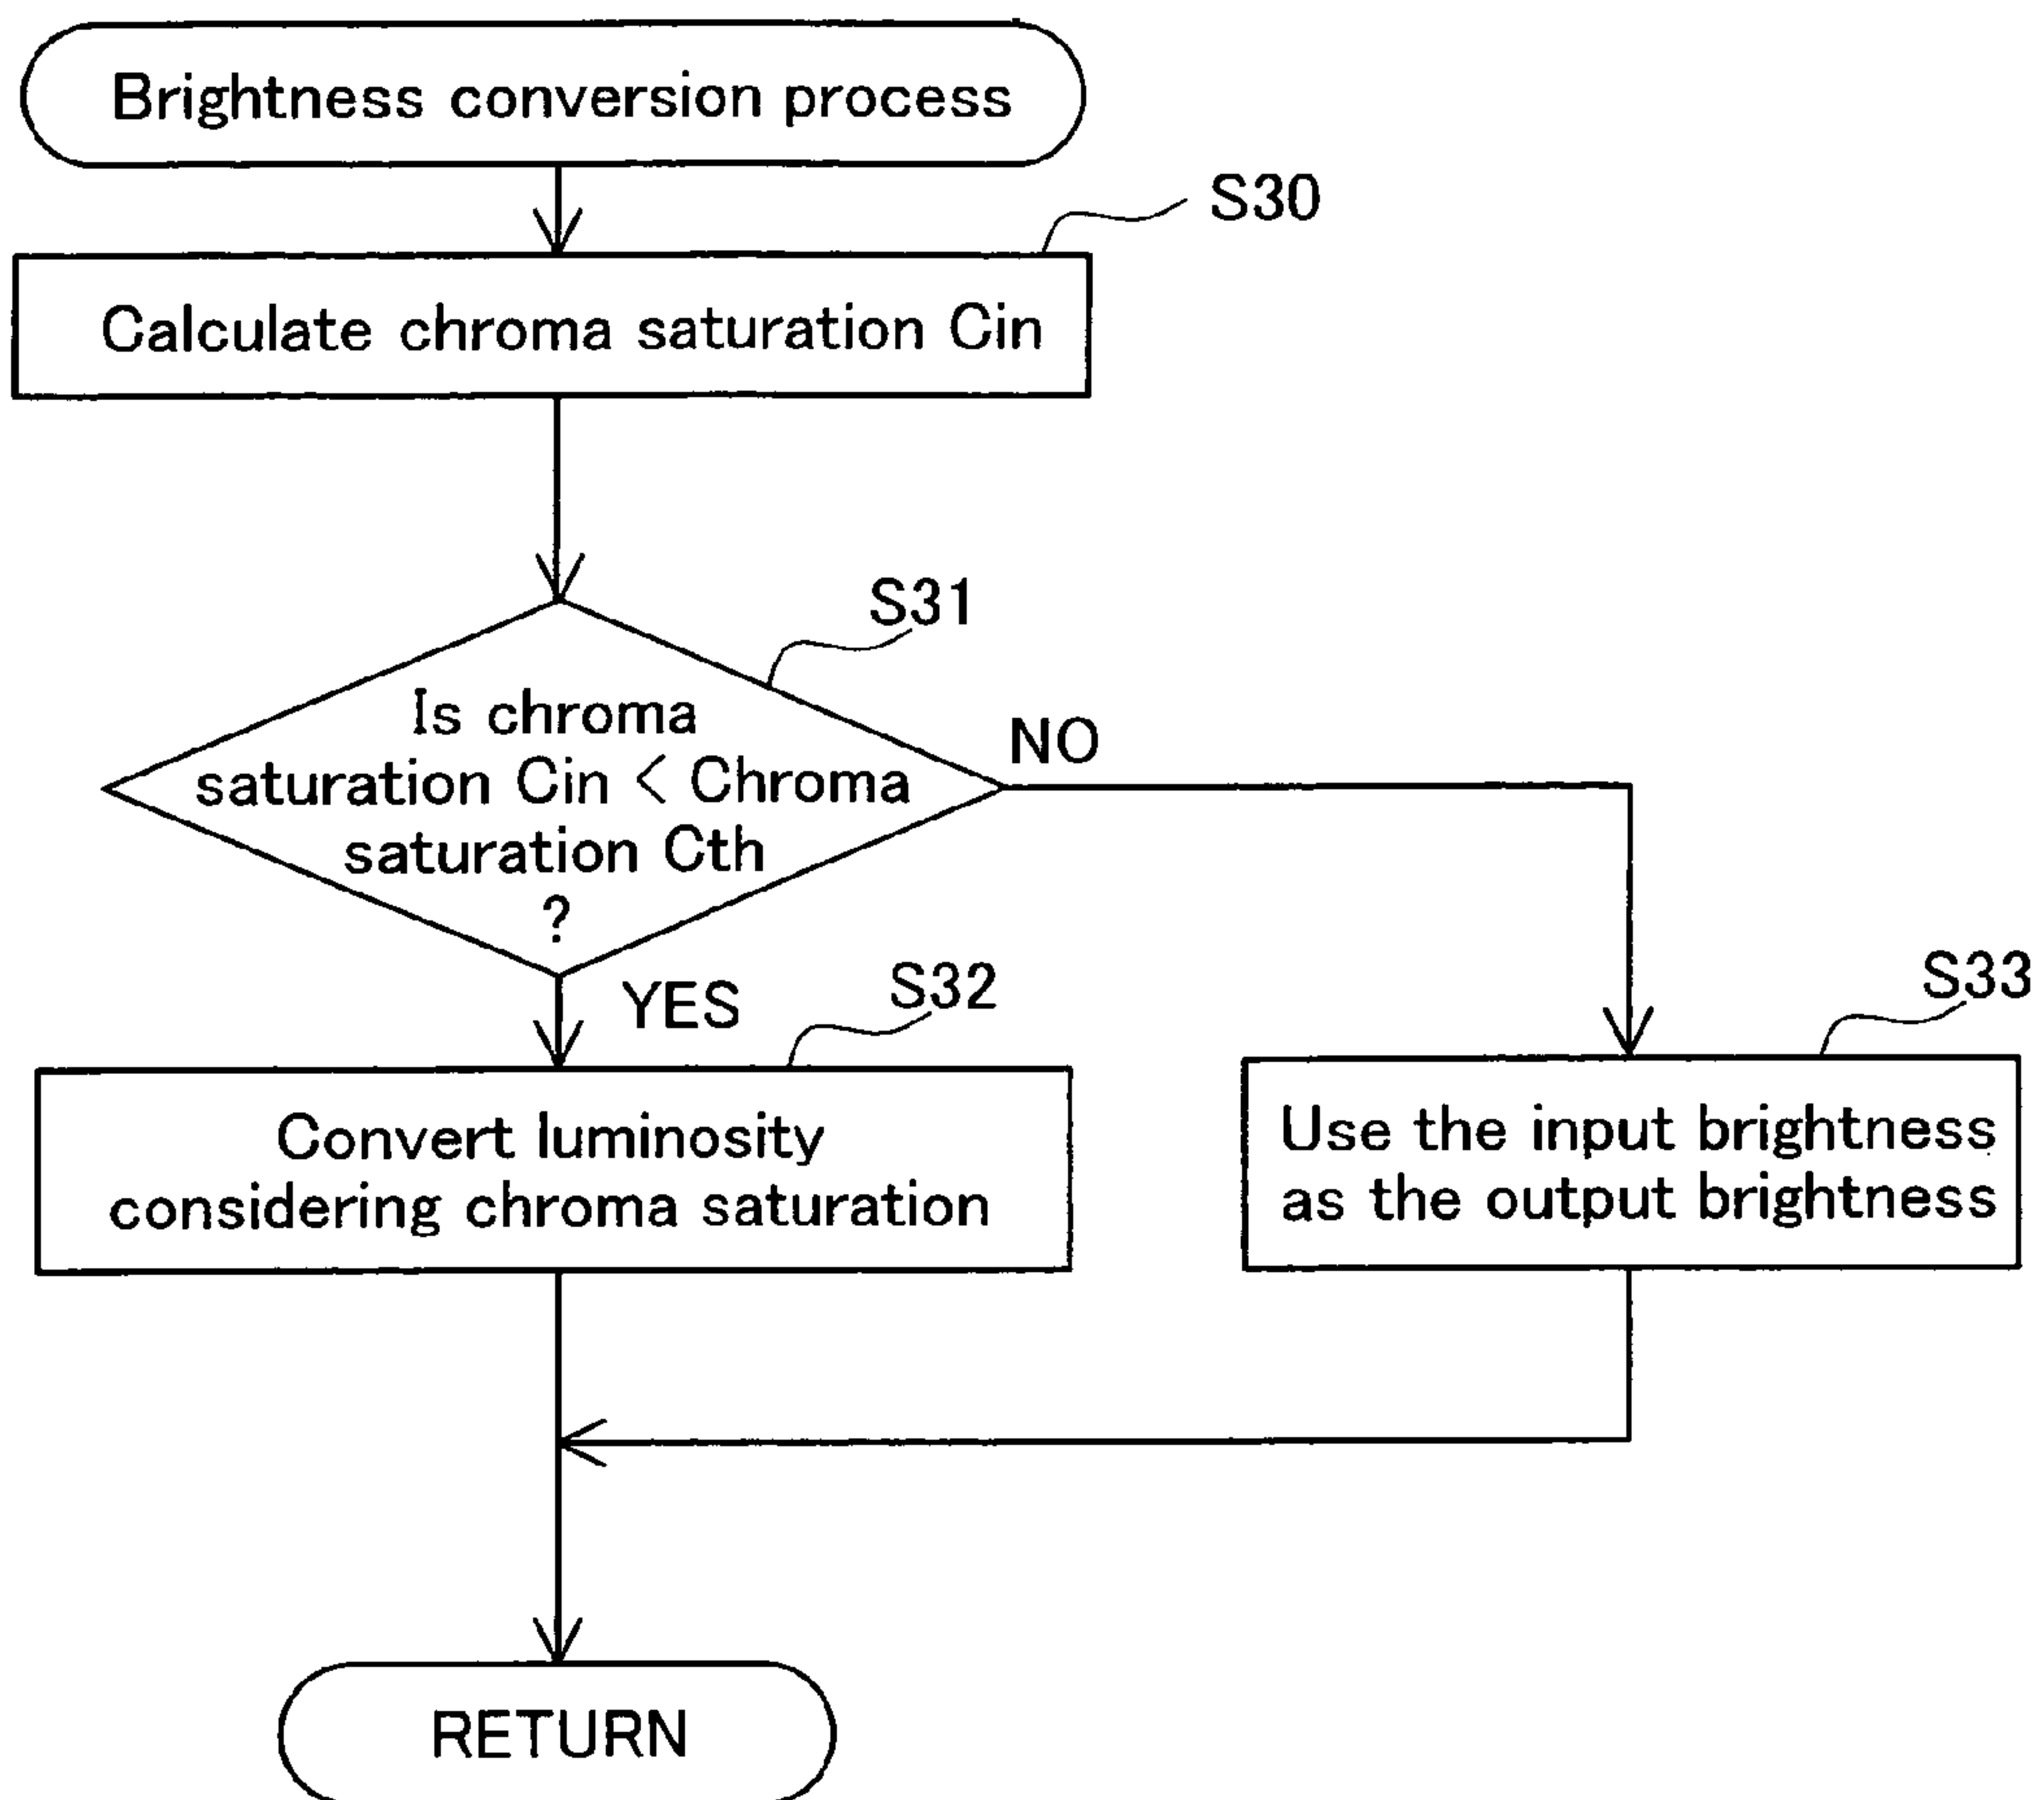 Brightness conversion process
S30
Calculate chroma saturation Cin
S31
Is chroma
saturation Cin < Chroma
saturation Cth
?
NO
YES
S32
S33
Convert luminosity
considering chroma saturation
Use the input brightness
as the output brightness
RETURN